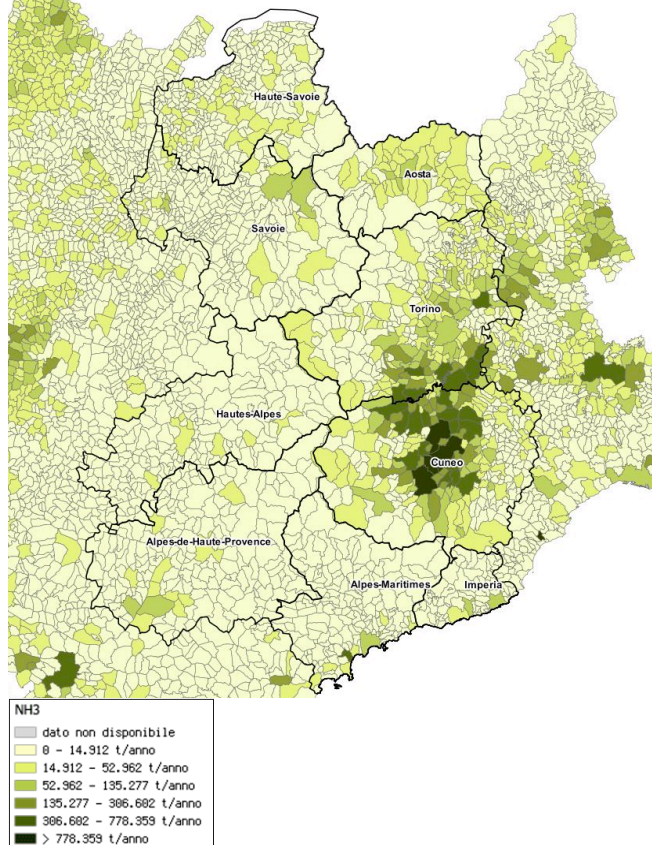 Haute-Savoie
Aosta
Savoie
Torino
Hautes-Alpes
Cuneo
Alpes-de-Haute-Provence
Alpes-Maritimes
Imperia
NH3
dato non disponibile
0 - 14.912 t/anno
14.912 - 52.962 t/anno
52.962 - 135.277 t/anno
135.277 - 306.602 t/anno
306.602 - 778.359 t/anno
> 778.359 t/anno